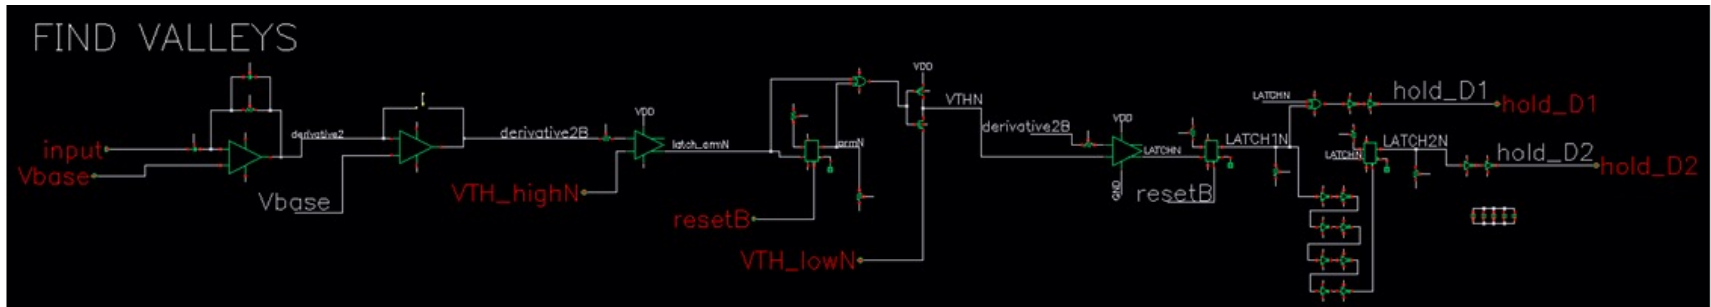 FIND VALLEYS
input
Vbase
derivative2
Vbase
derivative2B
VTH_highN
VDD
latch_armN
resetB
armN
VTH_lowN
VDD
VTHN
derivative2B
VDD
LATCHN
GND
resetB
LATCH1N
LATCHN
hold_D1
hold_D1
LATCHN
LATCH2N
hold_D2
hold_D2